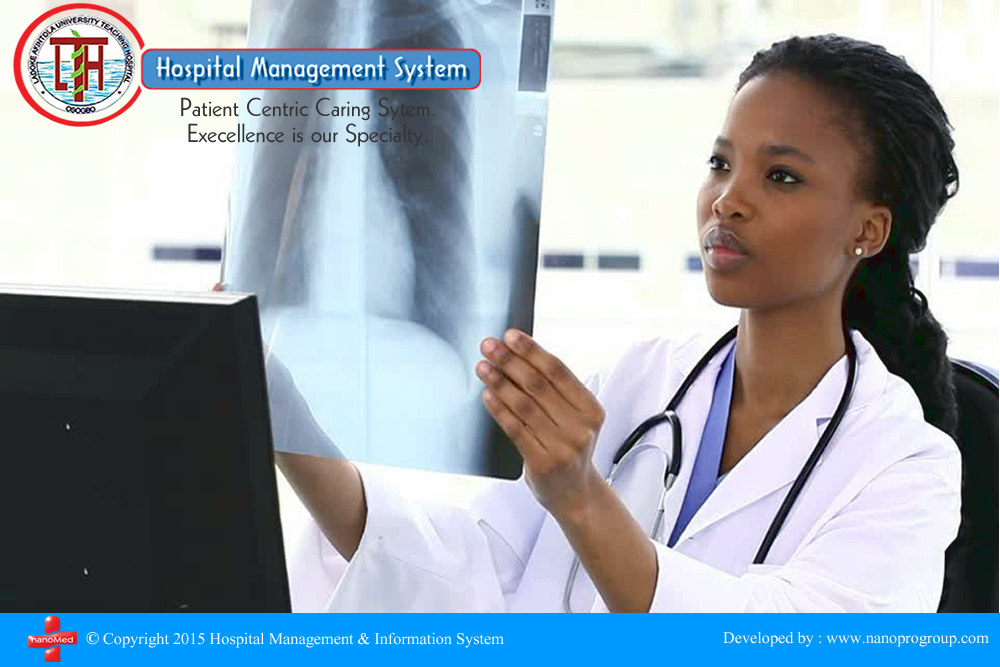 LADOKE AKINTOLA UNIVERSITY TEACHING HOSPITAL
LTH
OSOGBO
Hospital Management System
Patient Centric Caring Sytem.
Execellence is our Specialty.
nanoMed
© Copyright 2015 Hospital Management & Information System
Developed by : www.nanoprogroup.com